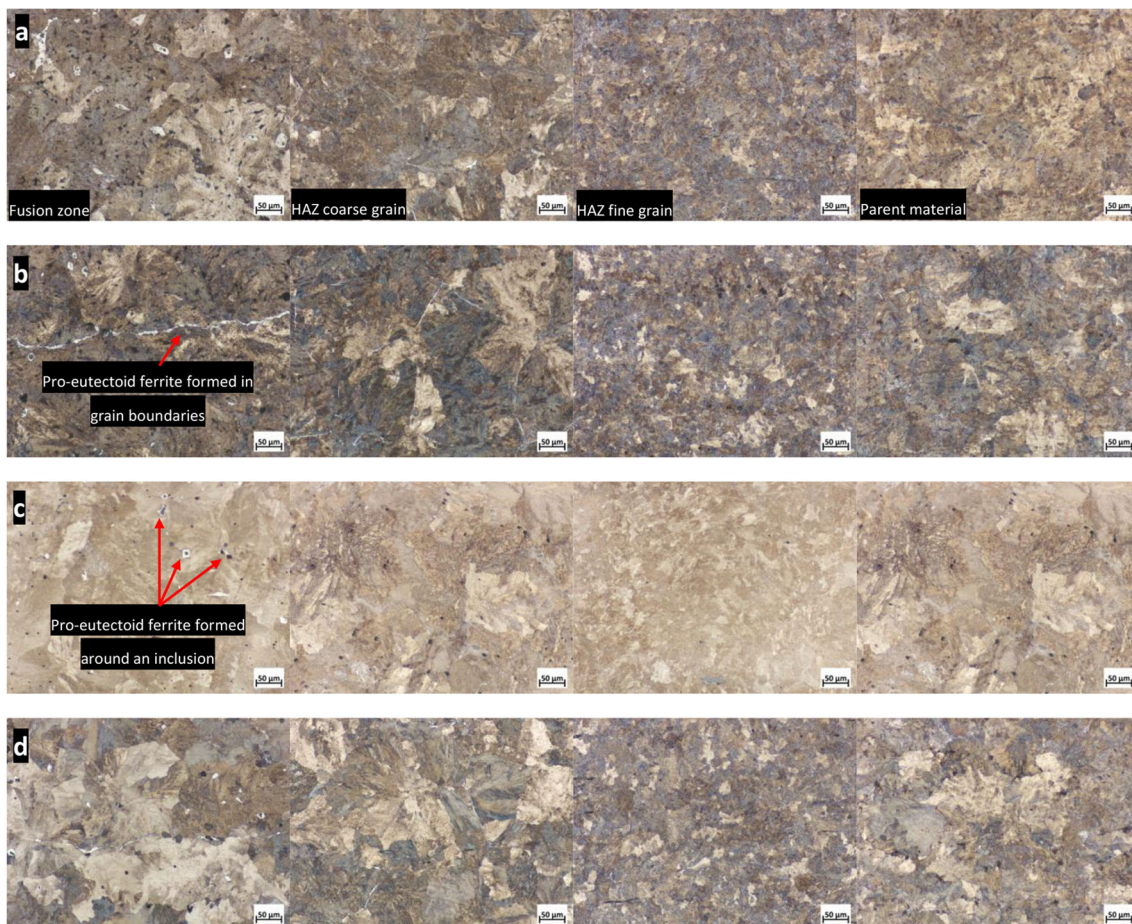 a
Fusion zone
50 µm
HAZ coarse grain
50 µm
HAZ fine grain
50 µm
Parent material
50 µm
b
Pro-eutectoid ferrite formed in
grain boundaries
50 µm
50 µm
50 µm
50 µm
c
Pro-eutectoid ferrite formed
around an inclusion
50 µm
50 µm
50 µm
50 µm
d
50 µm
50 µm
50 µm
50 µm